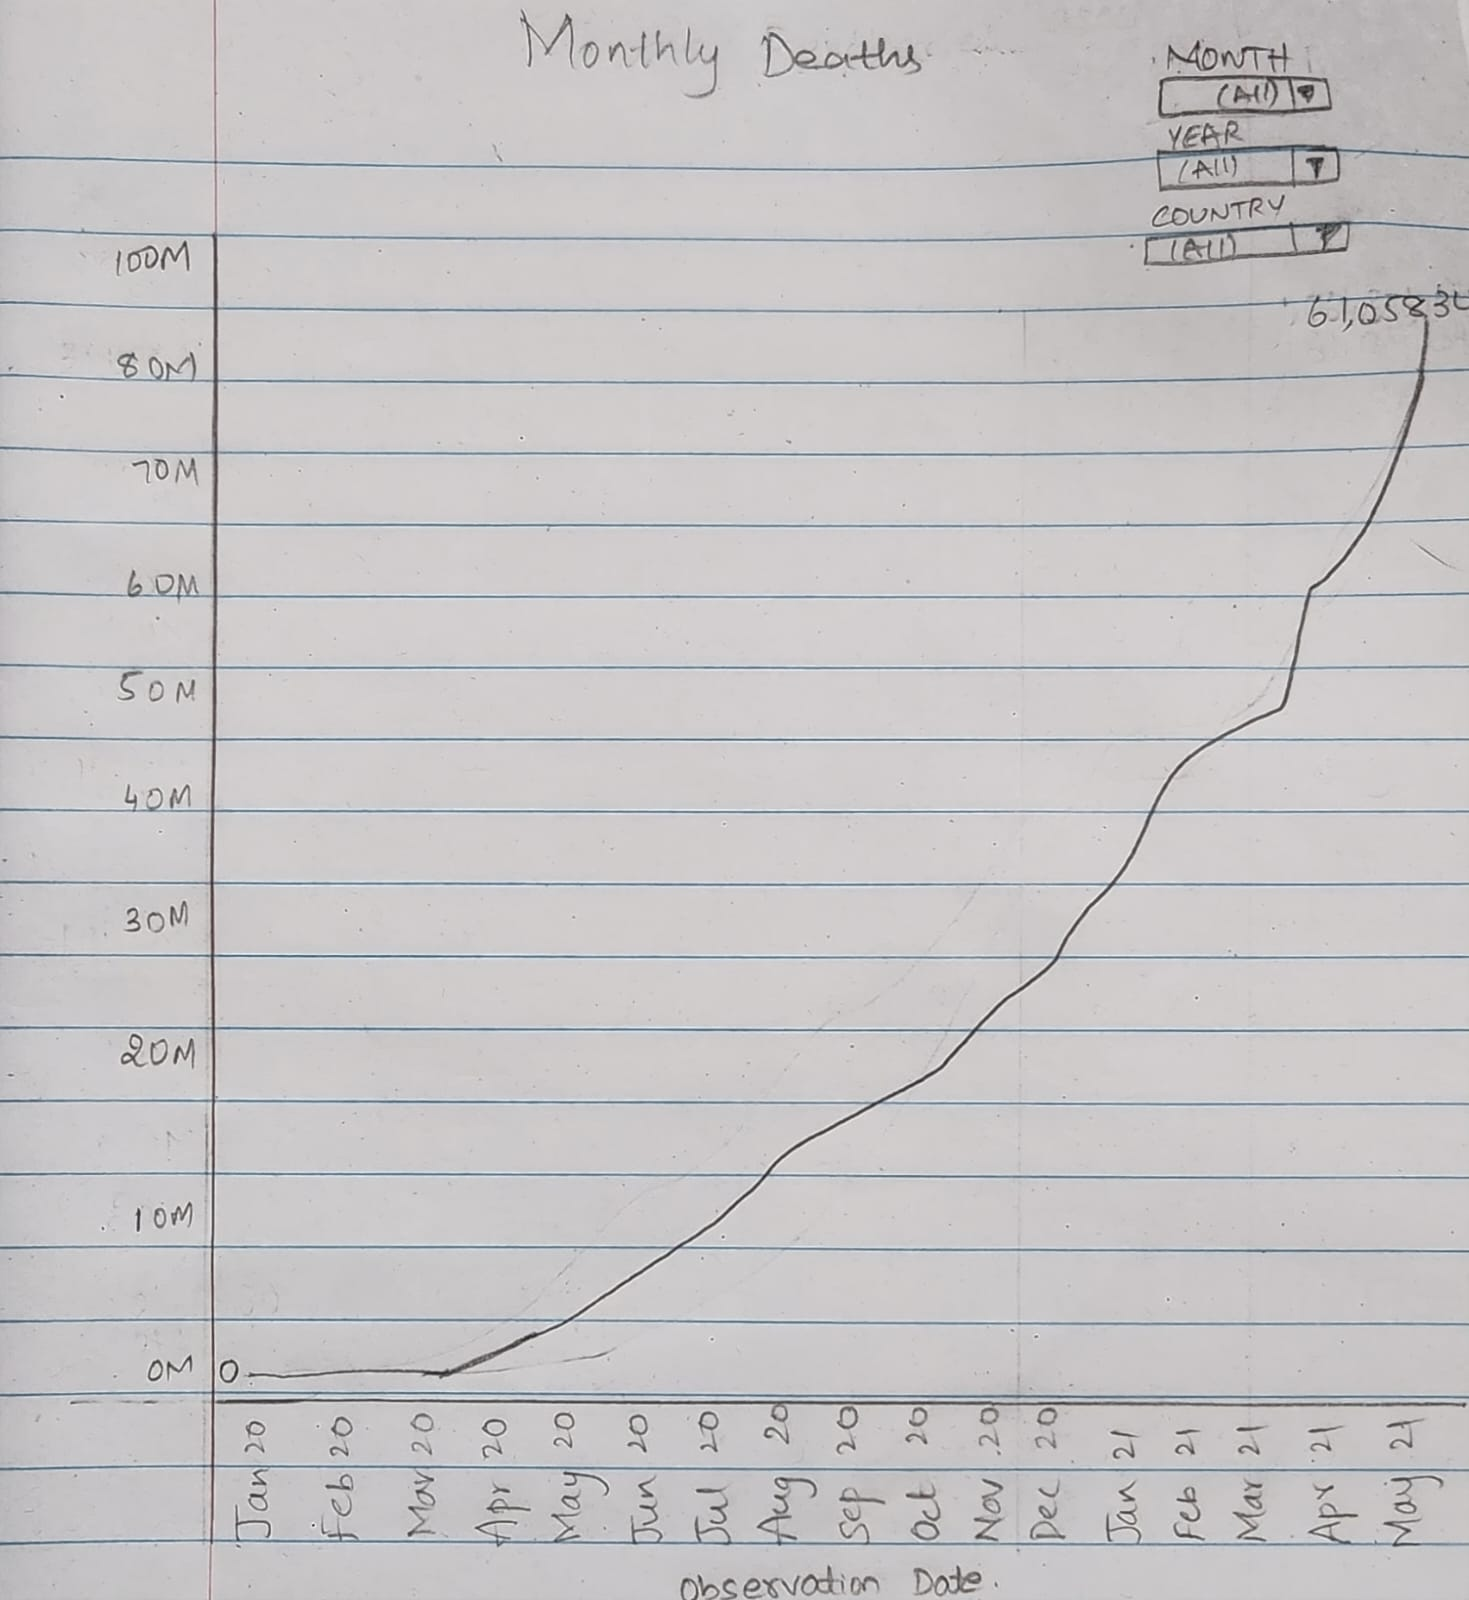 Monthly Deaths
MONTH
(All)
YEAR
(All)
COUNTRY
(All)
100M
80M
70M
60M
50M
40M
30M
20M
10M
0M
0
Jan 20
Feb 20
Mar 20
Apr 20
May 20
Jun 20
Jul 20
Aug 20
Sep 20
Oct 20
Nov 20
Dec 20
Jan 21
Feb 21
Mar 21
Apr 21
May 21
Observation Date.